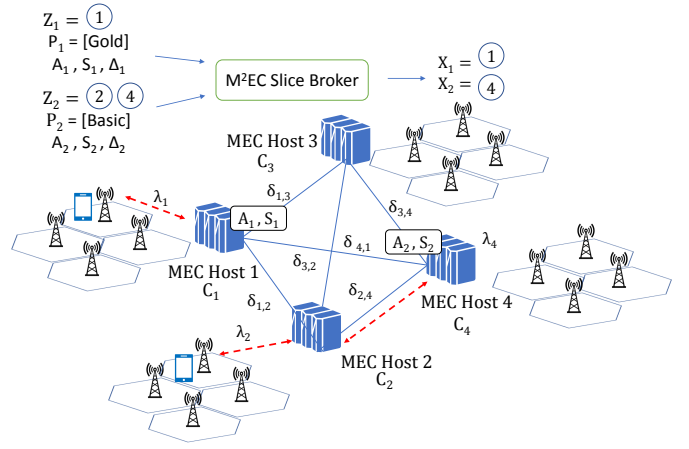 Z₁ = 1
P₁ = [Gold]
A₁ , S₁ , Δ₁
Z₂ = 2 4
P₂ = [Basic]
A₂ , S₂ , Δ₂
M²EC Slice Broker
X₁ = 1
X₂ = 4
MEC Host 3
C₃
δ₁,₃
δ₃,₄
λ₁
A₁ , S₁
A₂ , S₂
λ₄
δ₄,₁
δ₃,₂
MEC Host 1
C₁
δ₂,₄
δ₁,₂
MEC Host 4
C₄
λ₂
MEC Host 2
C₂